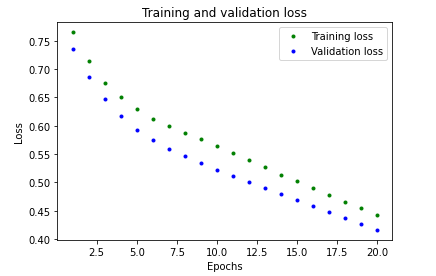 Training and validation loss
Training loss
Validation loss
0.75
0.70
0.65
0.60
0.55
0.50
0.45
0.40
Loss
2.5 5.0 7.5 10.0 12.5 15.0 17.5 20.0
Epochs